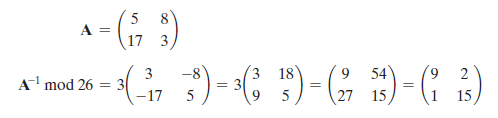 A = ( 5 8 ; 17 3 )
A⁻¹ mod 26 = 3( 3 −8 ; −17 5 ) = 3( 3 18 ; 9 5 ) = ( 9 54 ; 27 15 ) = ( 9 2 ; 1 15 )